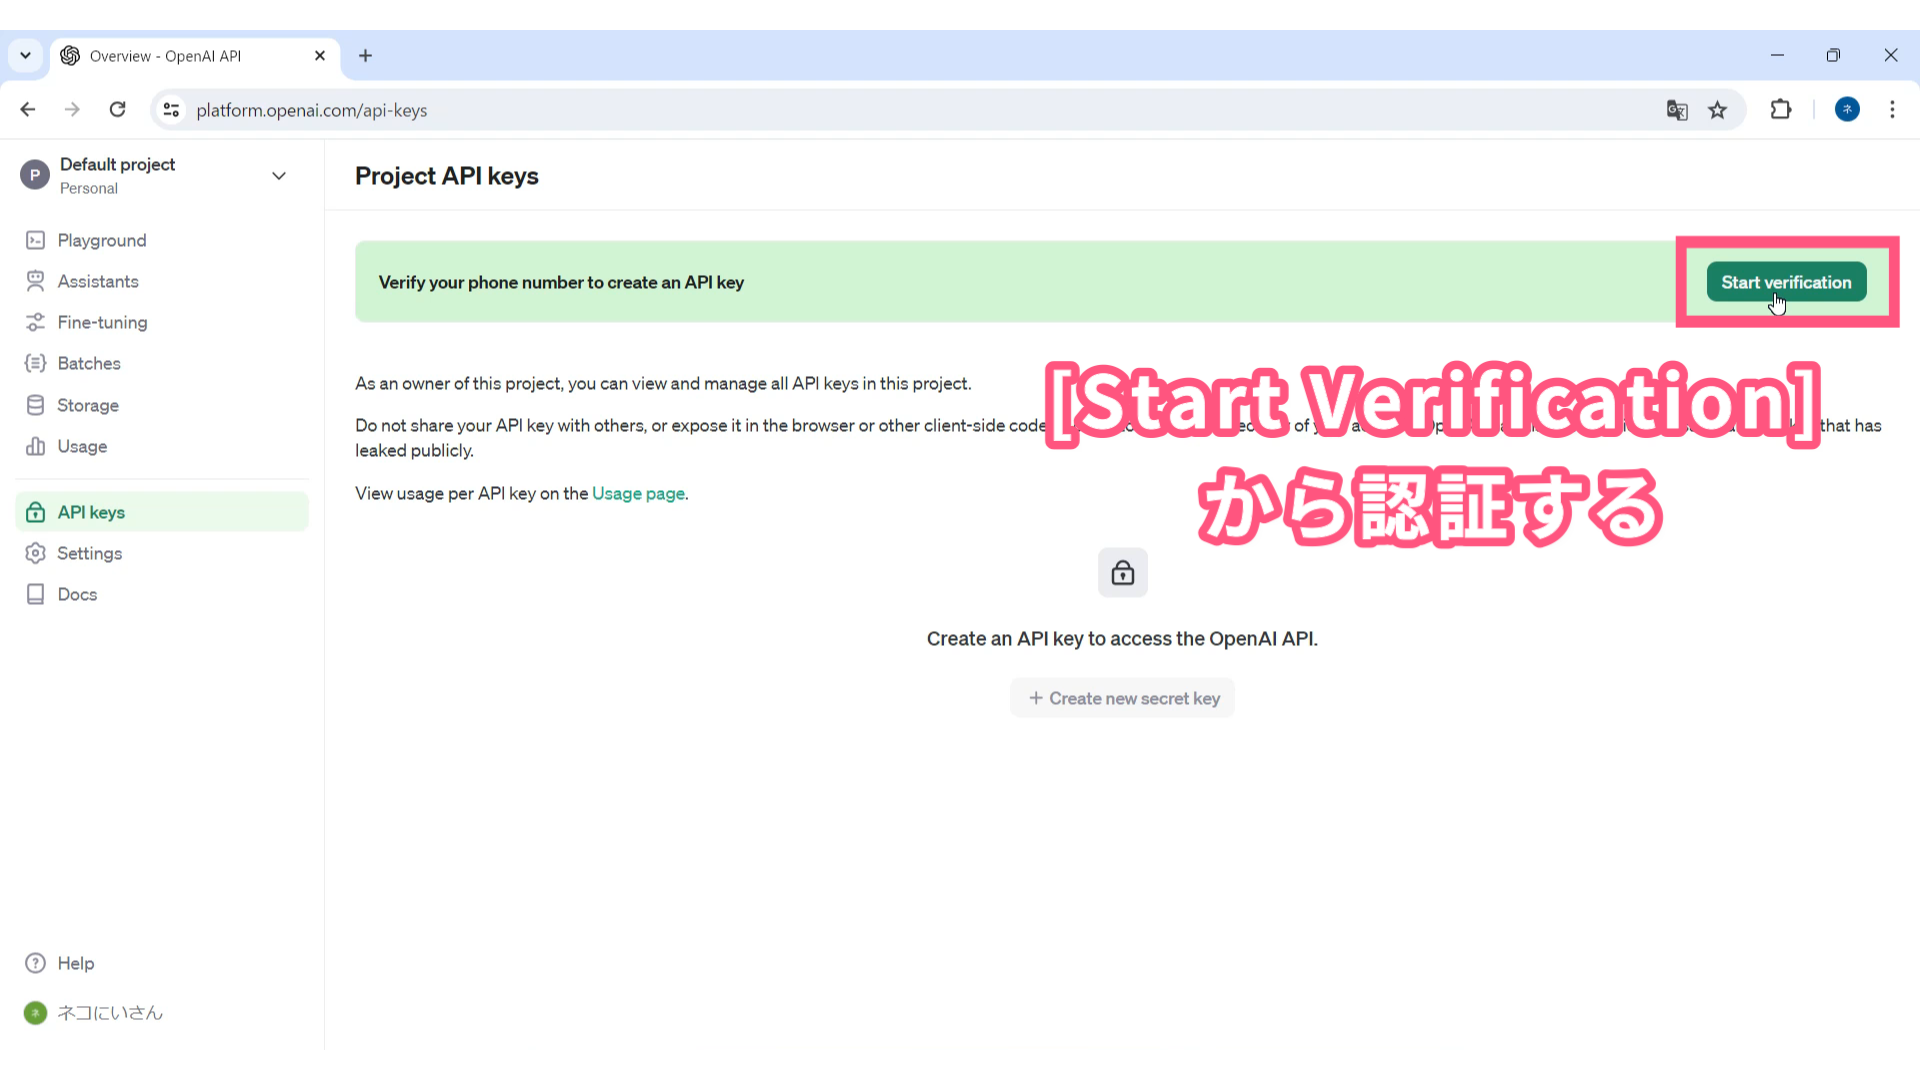 Overview - OpenAI API
platform.openai.com/api-keys
ネ
P
Default project
Personal
Project API keys
Playground
Assistants
Fine-tuning
Batches
Storage
Usage
API keys
Settings
Docs
Verify your phone number to create an API key
Start verification
As an owner of this project, you can view and manage all API keys in this project.
Do not share your API key with others, or expose it in the browser or other client-side code
that has
leaked publicly.
View usage per API key on the Usage page.
[Start Verification]
から認証する
Create an API key to access the OpenAI API.
+ Create new secret key
Help
ネ
ネコにいさん